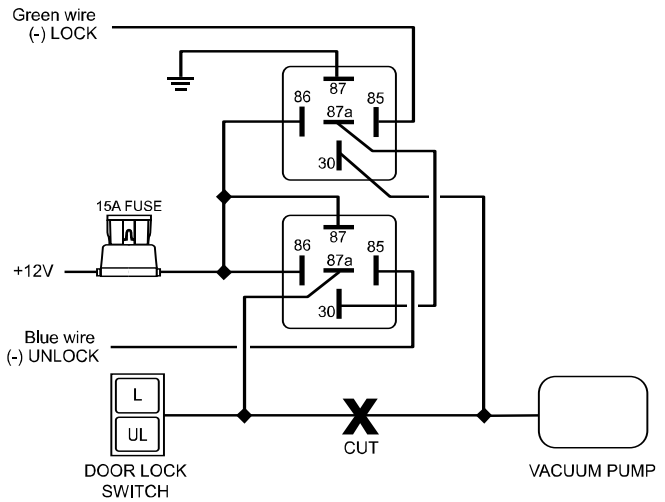 Green wire
(-) LOCK
87
86
85
87a
30
15A FUSE
87
86
85
87a
+12V
30
Blue wire
(-) UNLOCK
L
UL
CUT
DOOR LOCK
SWITCH
VACUUM PUMP